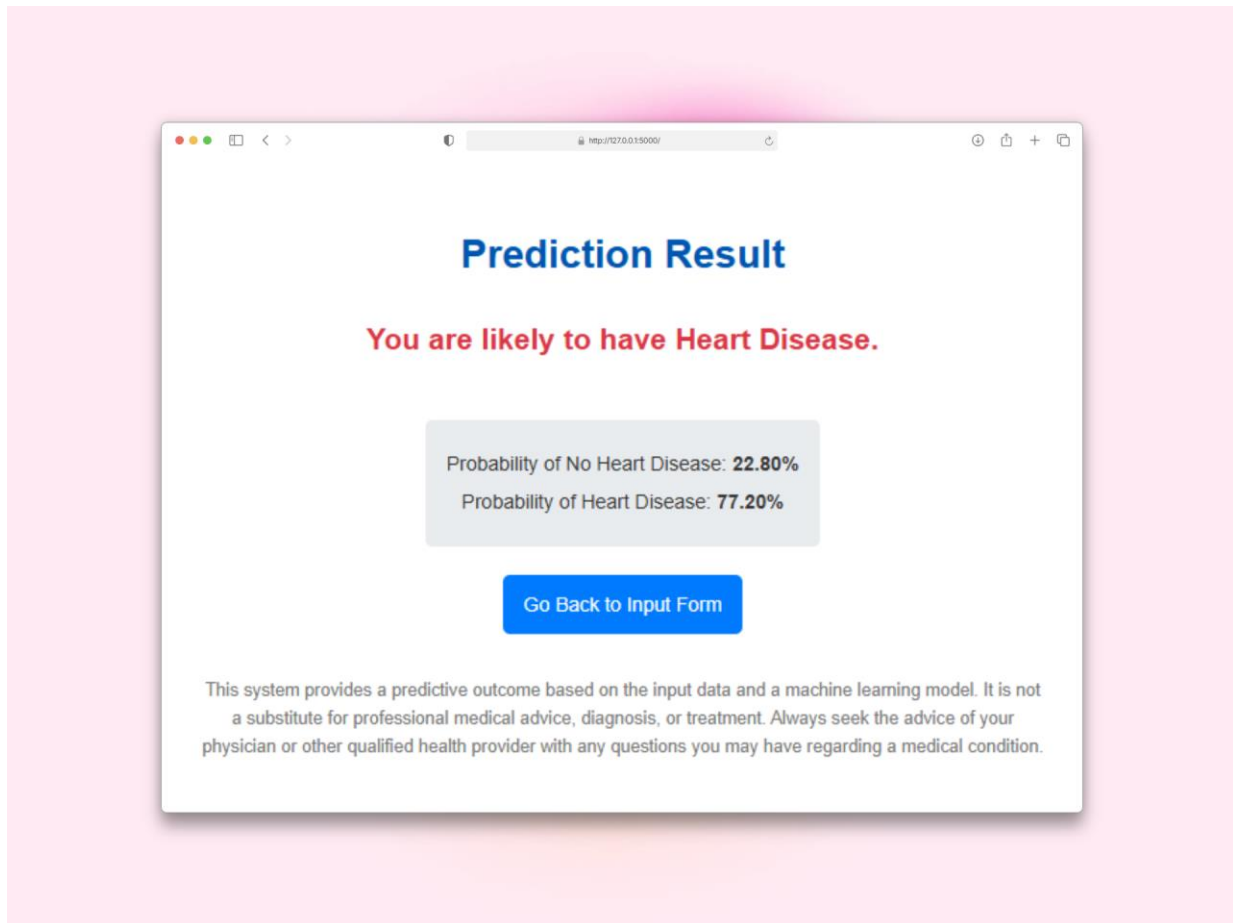 http://127.0.0.1:5000/
Prediction Result
You are likely to have Heart Disease.
Probability of No Heart Disease: 22.80%
Probability of Heart Disease: 77.20%
Go Back to Input Form
This system provides a predictive outcome based on the input data and a machine learning model. It is not
a substitute for professional medical advice, diagnosis, or treatment. Always seek the advice of your
physician or other qualified health provider with any questions you may have regarding a medical condition.